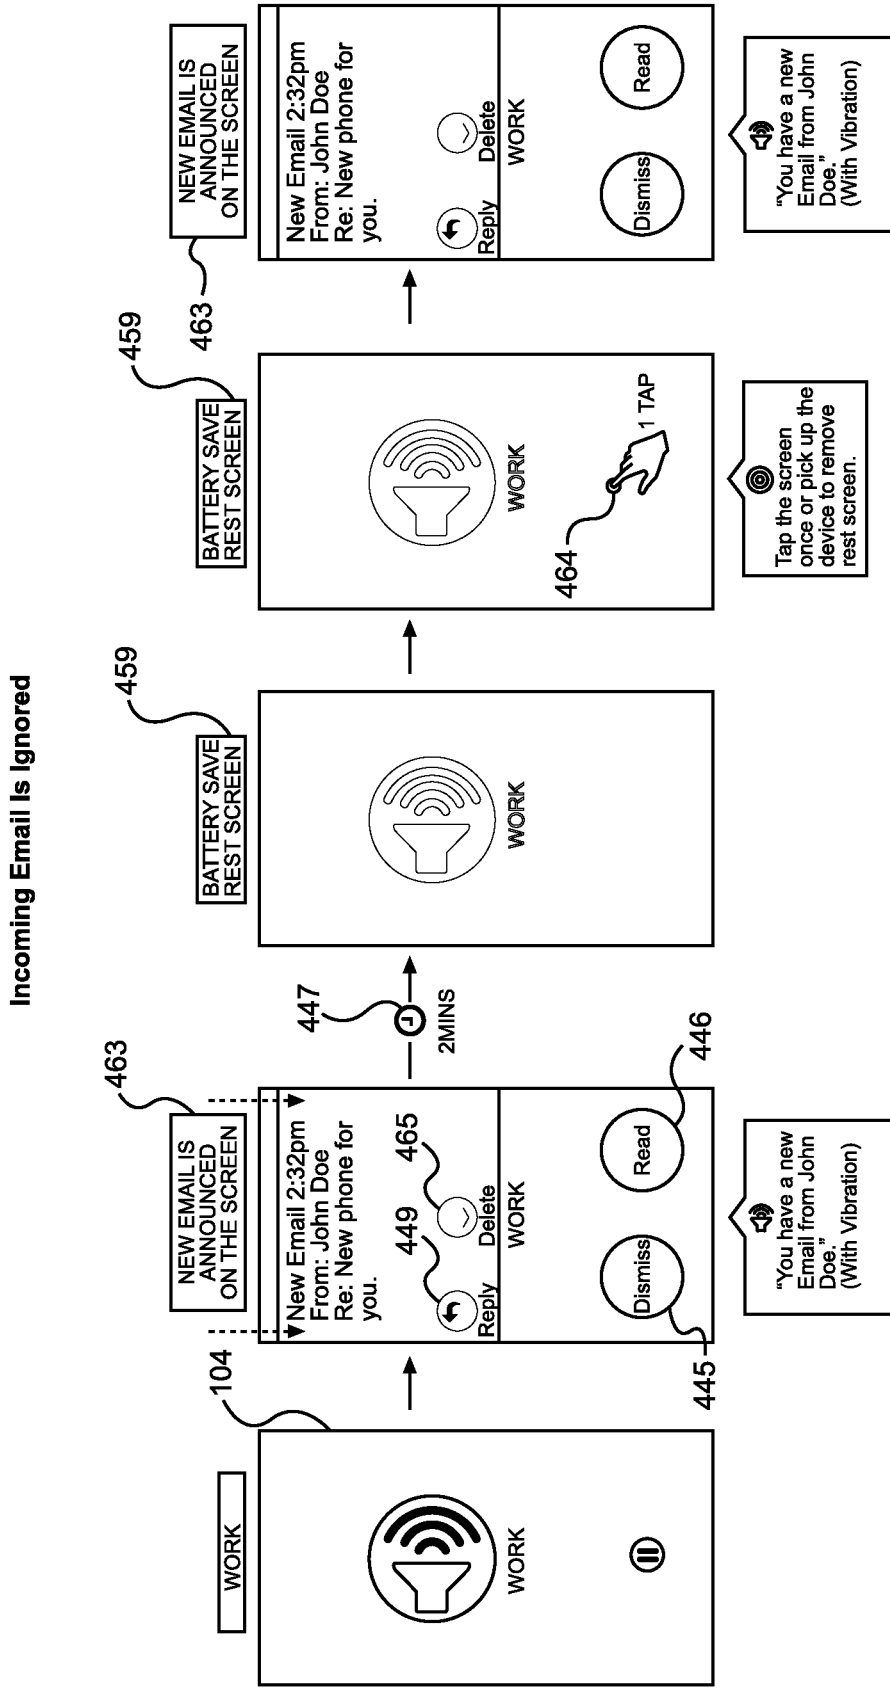 Incoming Email Is Ignored
WORK
104
WORK
NEW EMAIL IS
ANNOUNCED
ON THE SCREEN
463
New Email 2:32pm
From: John Doe
Re: New phone for
you.
449
465
Reply
Delete
WORK
Dismiss
Read
445
446
"You have a new
Email from John
Doe."
(With Vibration)
447
2MINS
BATTERY SAVE
REST SCREEN
459
WORK
BATTERY SAVE
REST SCREEN
459
WORK
464
1 TAP
Tap the screen
once or pick up the
device to remove
rest screen.
NEW EMAIL IS
ANNOUNCED
ON THE SCREEN
463
New Email 2:32pm
From: John Doe
Re: New phone for
you.
Reply
Delete
WORK
Dismiss
Read
"You have a new
Email from John
Doe."
(With Vibration)